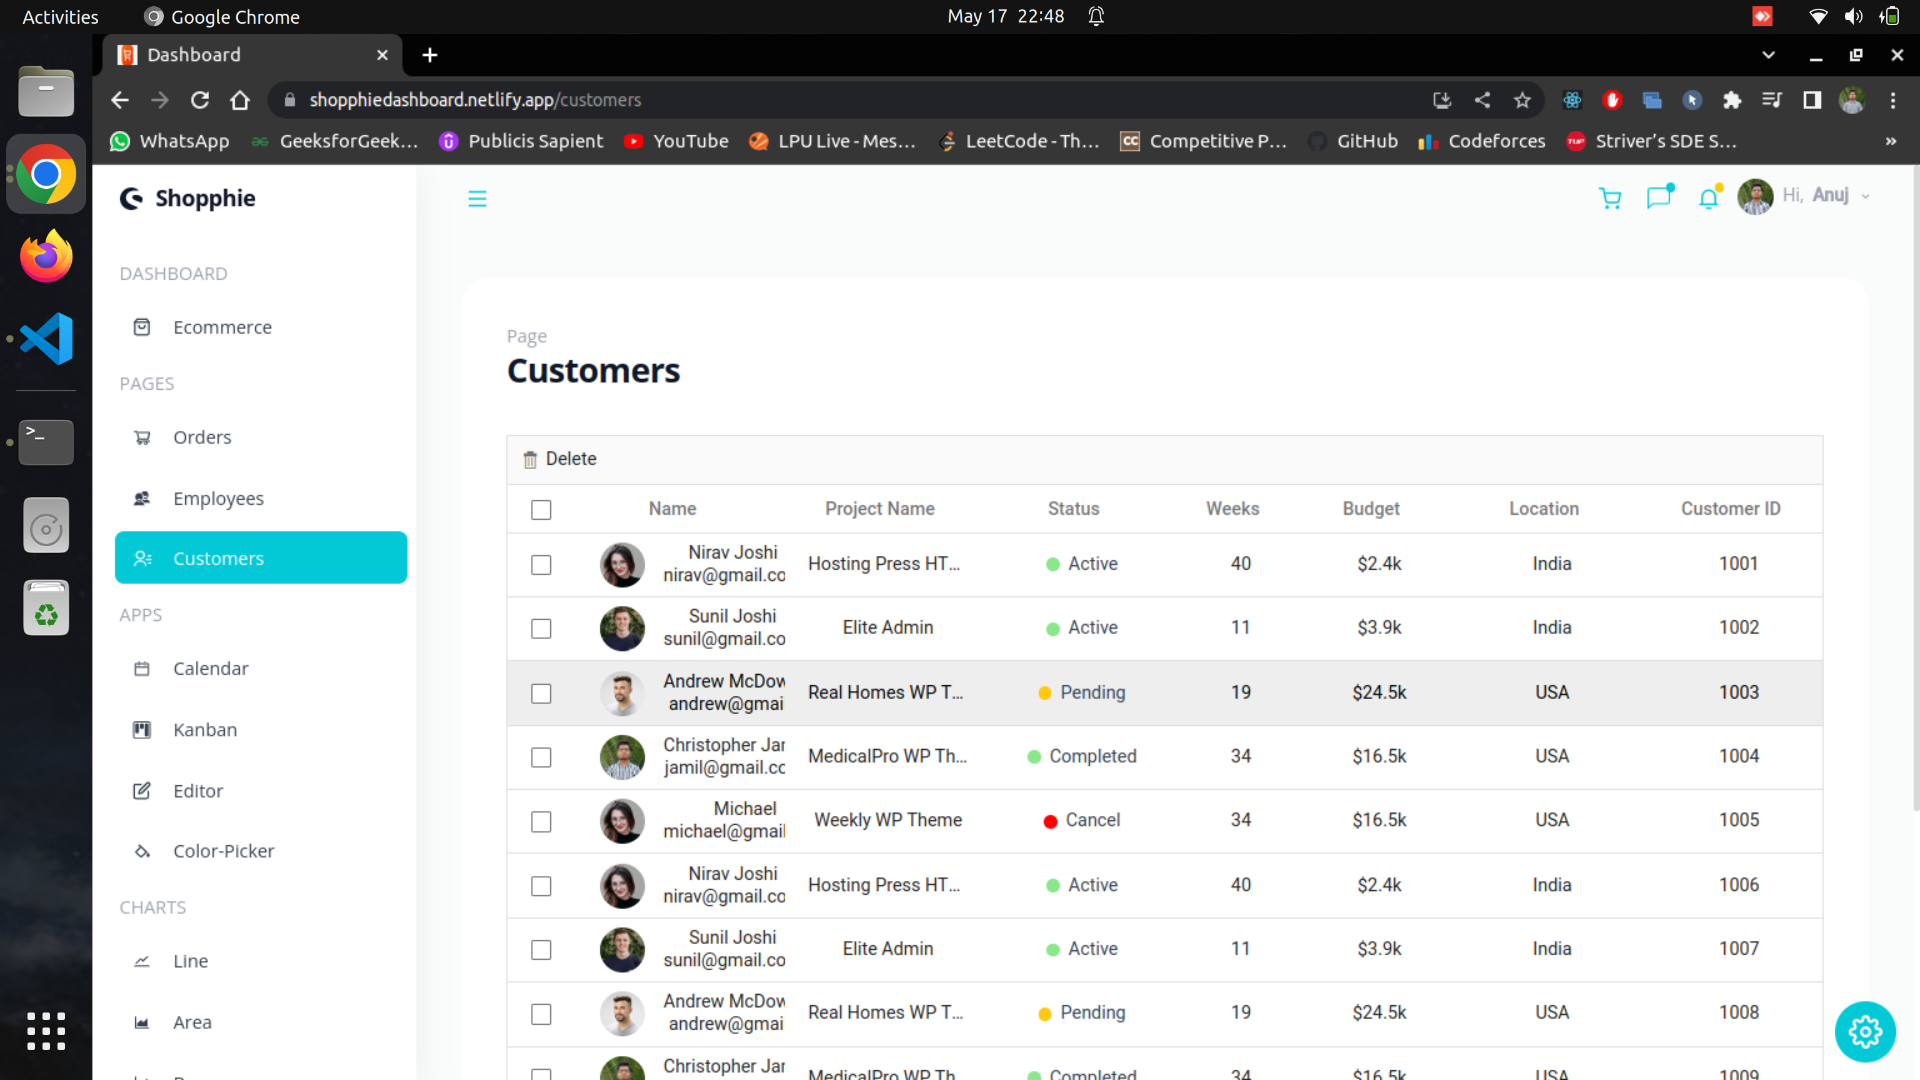 Activities
Google Chrome
May 17 22:48
Dashboard
shopphiedashboard.netlify.app/customers
WhatsApp
GeeksforGeek...
Publicis Sapient
YouTube
LPU Live - Mes...
LeetCode - Th...
CC
Competitive P...
GitHub
Codeforces
TUF
Striver's SDE S...
»
Shopphie
Hi, Anuj
DASHBOARD
Ecommerce
PAGES
Orders
Employees
Customers
APPS
Calendar
Kanban
Editor
Color-Picker
CHARTS
Line
Area
Page
Customers
Delete
Name Project Name Status Weeks Budget Location Customer ID
Nirav Joshi
nirav@gmail.co
Hosting Press HT... Active 40 $2.4k India 1001
Sunil Joshi
sunil@gmail.co
Elite Admin Active 11 $3.9k India 1002
Andrew McDow
andrew@gmai
Real Homes WP T... Pending 19 $24.5k USA 1003
Christopher Jar
jamil@gmail.cc
MedicalPro WP Th... Completed 34 $16.5k USA 1004
Michael
michael@gmail
Weekly WP Theme Cancel 34 $16.5k USA 1005
Nirav Joshi
nirav@gmail.co
Hosting Press HT... Active 40 $2.4k India 1006
Sunil Joshi
sunil@gmail.co
Elite Admin Active 11 $3.9k India 1007
Andrew McDow
andrew@gmai
Real Homes WP T... Pending 19 $24.5k USA 1008
Christopher Jar
MedicalPro WP Th... Completed 34 $16.5k USA 1009